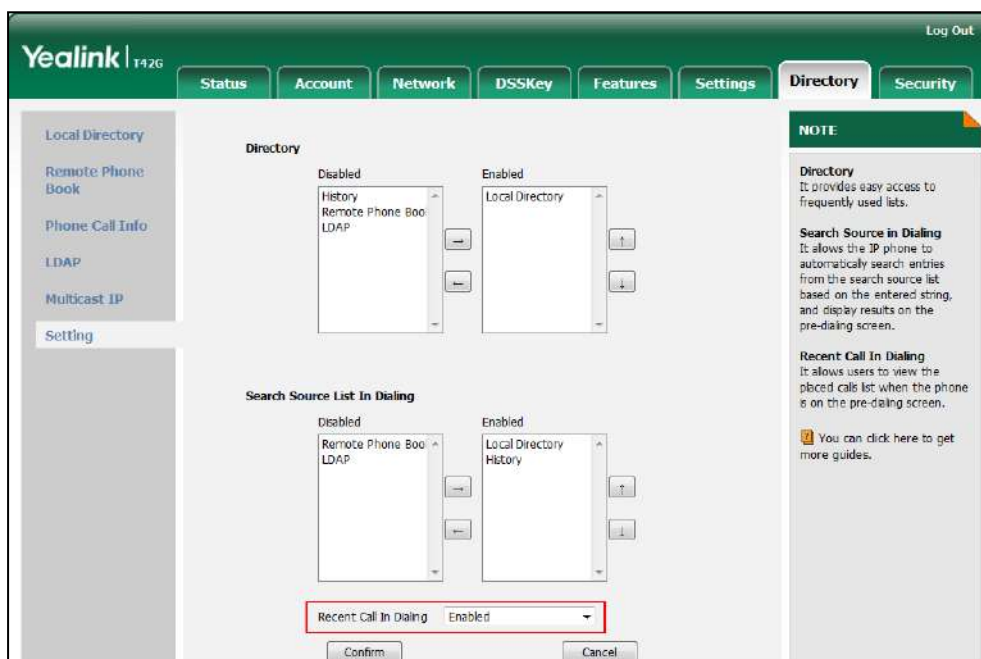 Log Out
Yealink T42G
Status
Account
Network
DSSKey
Features
Settings
Directory
Security
Local Directory
Remote Phone
Book
Phone Call Info
LDAP
Multicast IP
Setting
Directory
Disabled
History
Remote Phone Boo
LDAP
→
←
Enabled
Local Directory
↑
↓
Search Source List In Dialing
Disabled
Remote Phone Boo
LDAP
→
←
Enabled
Local Directory
History
↑
↓
Recent Call In Dialing
Enabled
Confirm
Cancel
NOTE
Directory
It provides easy access to
frequently used lists.
Search Source in Dialing
It allows the IP phone to
automatically search entries
from the search source list
based on the entered string,
and display results on the
pre-dialing screen.
Recent Call In Dialing
It allows users to view the
placed calls list when the phone
is on the pre-dialing screen.
You can click here to get
more guides.